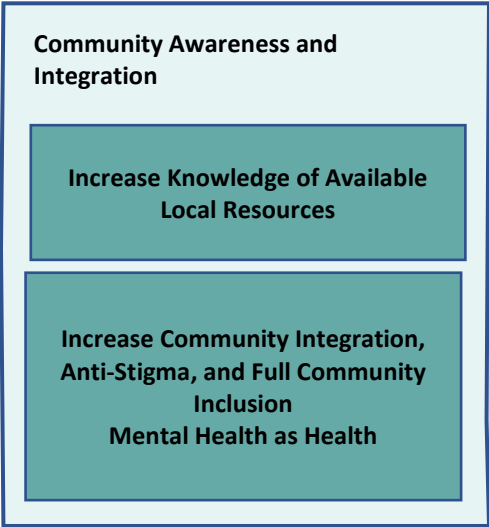 Community Awareness and
Integration
Increase Knowledge of Available
Local Resources
Increase Community Integration,
Anti-Stigma, and Full Community
Inclusion
Mental Health as Health